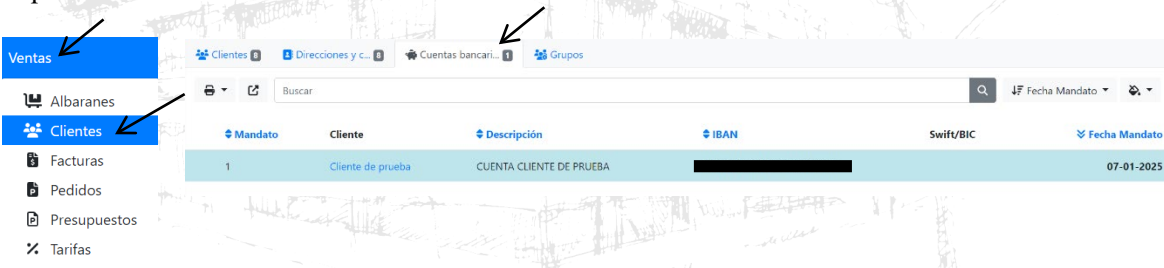 Ventas
Albaranes
Clientes
Facturas
Pedidos
Presupuestos
Tarifas
Clientes 8 Direcciones y c... 8 Cuentas bancari... 1 Grupos
Buscar Fecha Mandato
Mandato Cliente Descripción IBAN Swift/BIC Fecha Mandato
1 Cliente de prueba CUENTA CLIENTE DE PRUEBA 07-01-2025